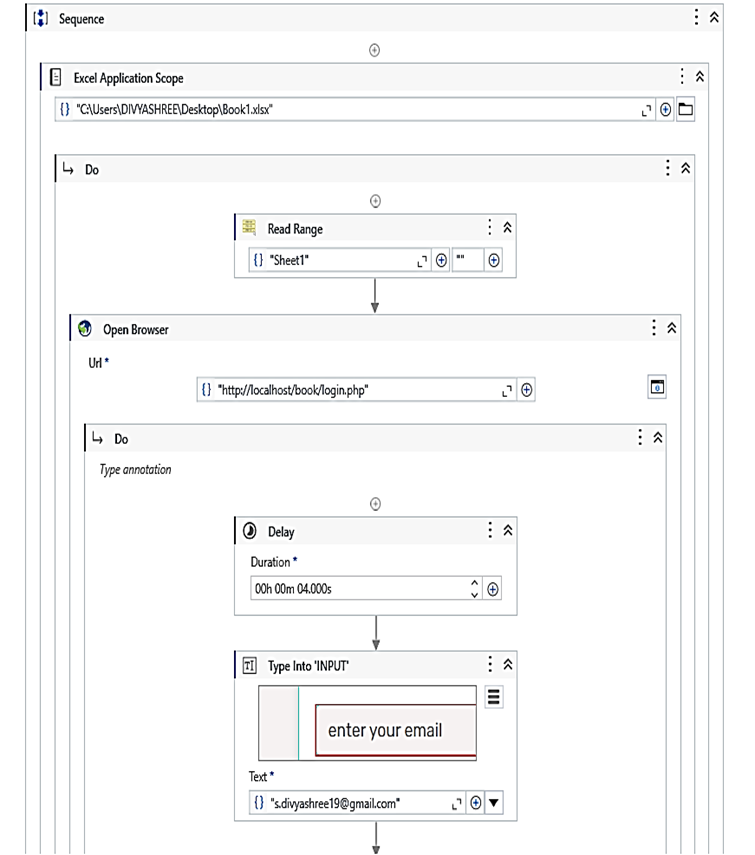 Sequence
Excel Application Scope
"C:\Users\DIVYASHREE\Desktop\Book1.xlsx"
Do
Read Range
"Sheet1" ""
Open Browser
Url *
"http://localhost/book/login.php"
Do
Type annotation
Delay
Duration *
00h 00m 04.000s
Type Into 'INPUT'
enter your email
Text *
"s.divyashree19@gmail.com"